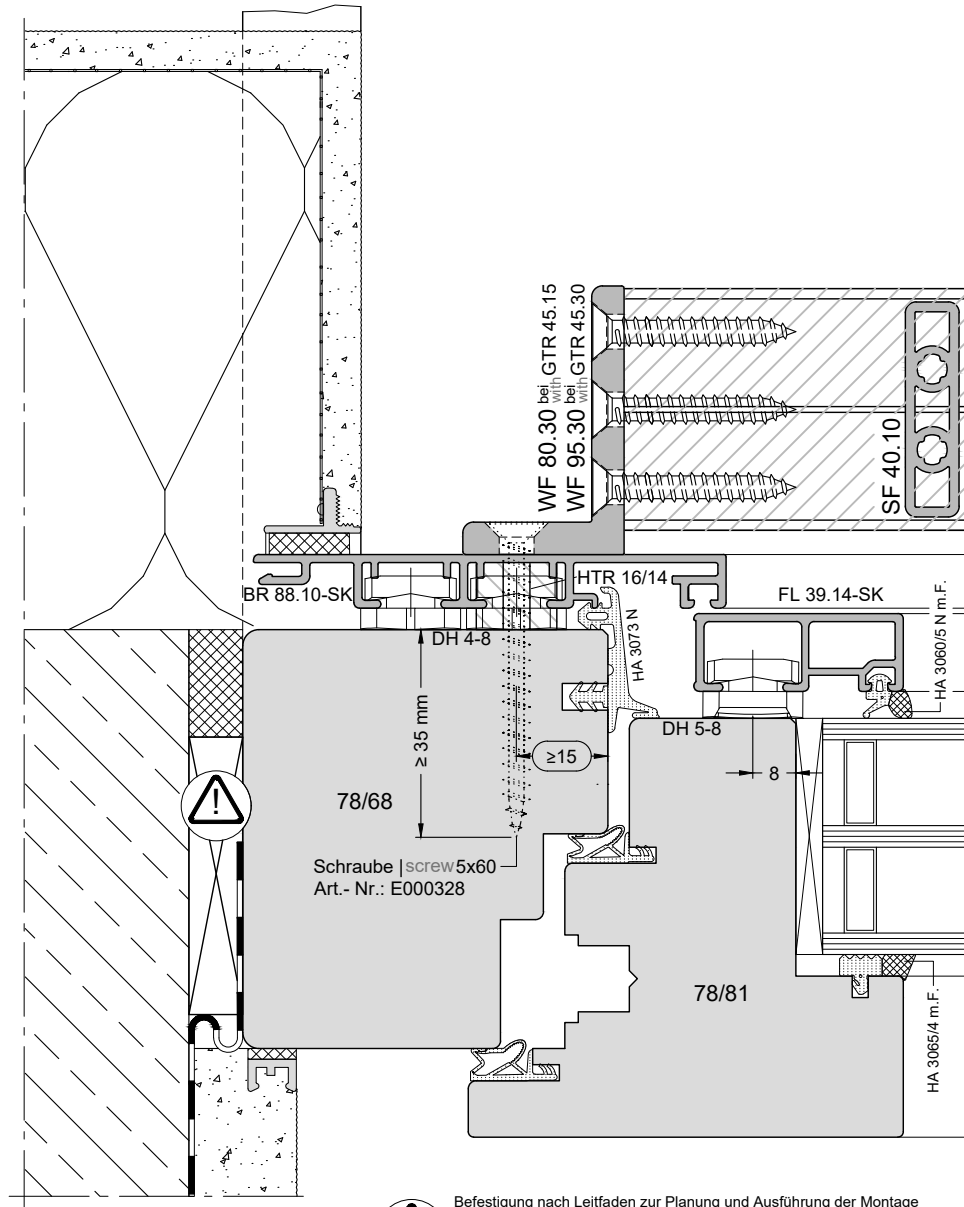 WF 80.30 bei with GTR 45.15
WF 95.30 bei with GTR 45.30
SF 40.10
BR 88.10-SK
HTR 16/14
FL 39.14-SK
DH 4-8
HA 3073 N
HA 3060/5 N m.F.
DH 5-8
≥ 35 mm
≥15
8
78/68
Schraube | screw 5x60
Art.- Nr.: E000328
78/81
HA 3065/4 m.F.
Befestigung nach Leitfaden zur Planung und Ausführung der Montage